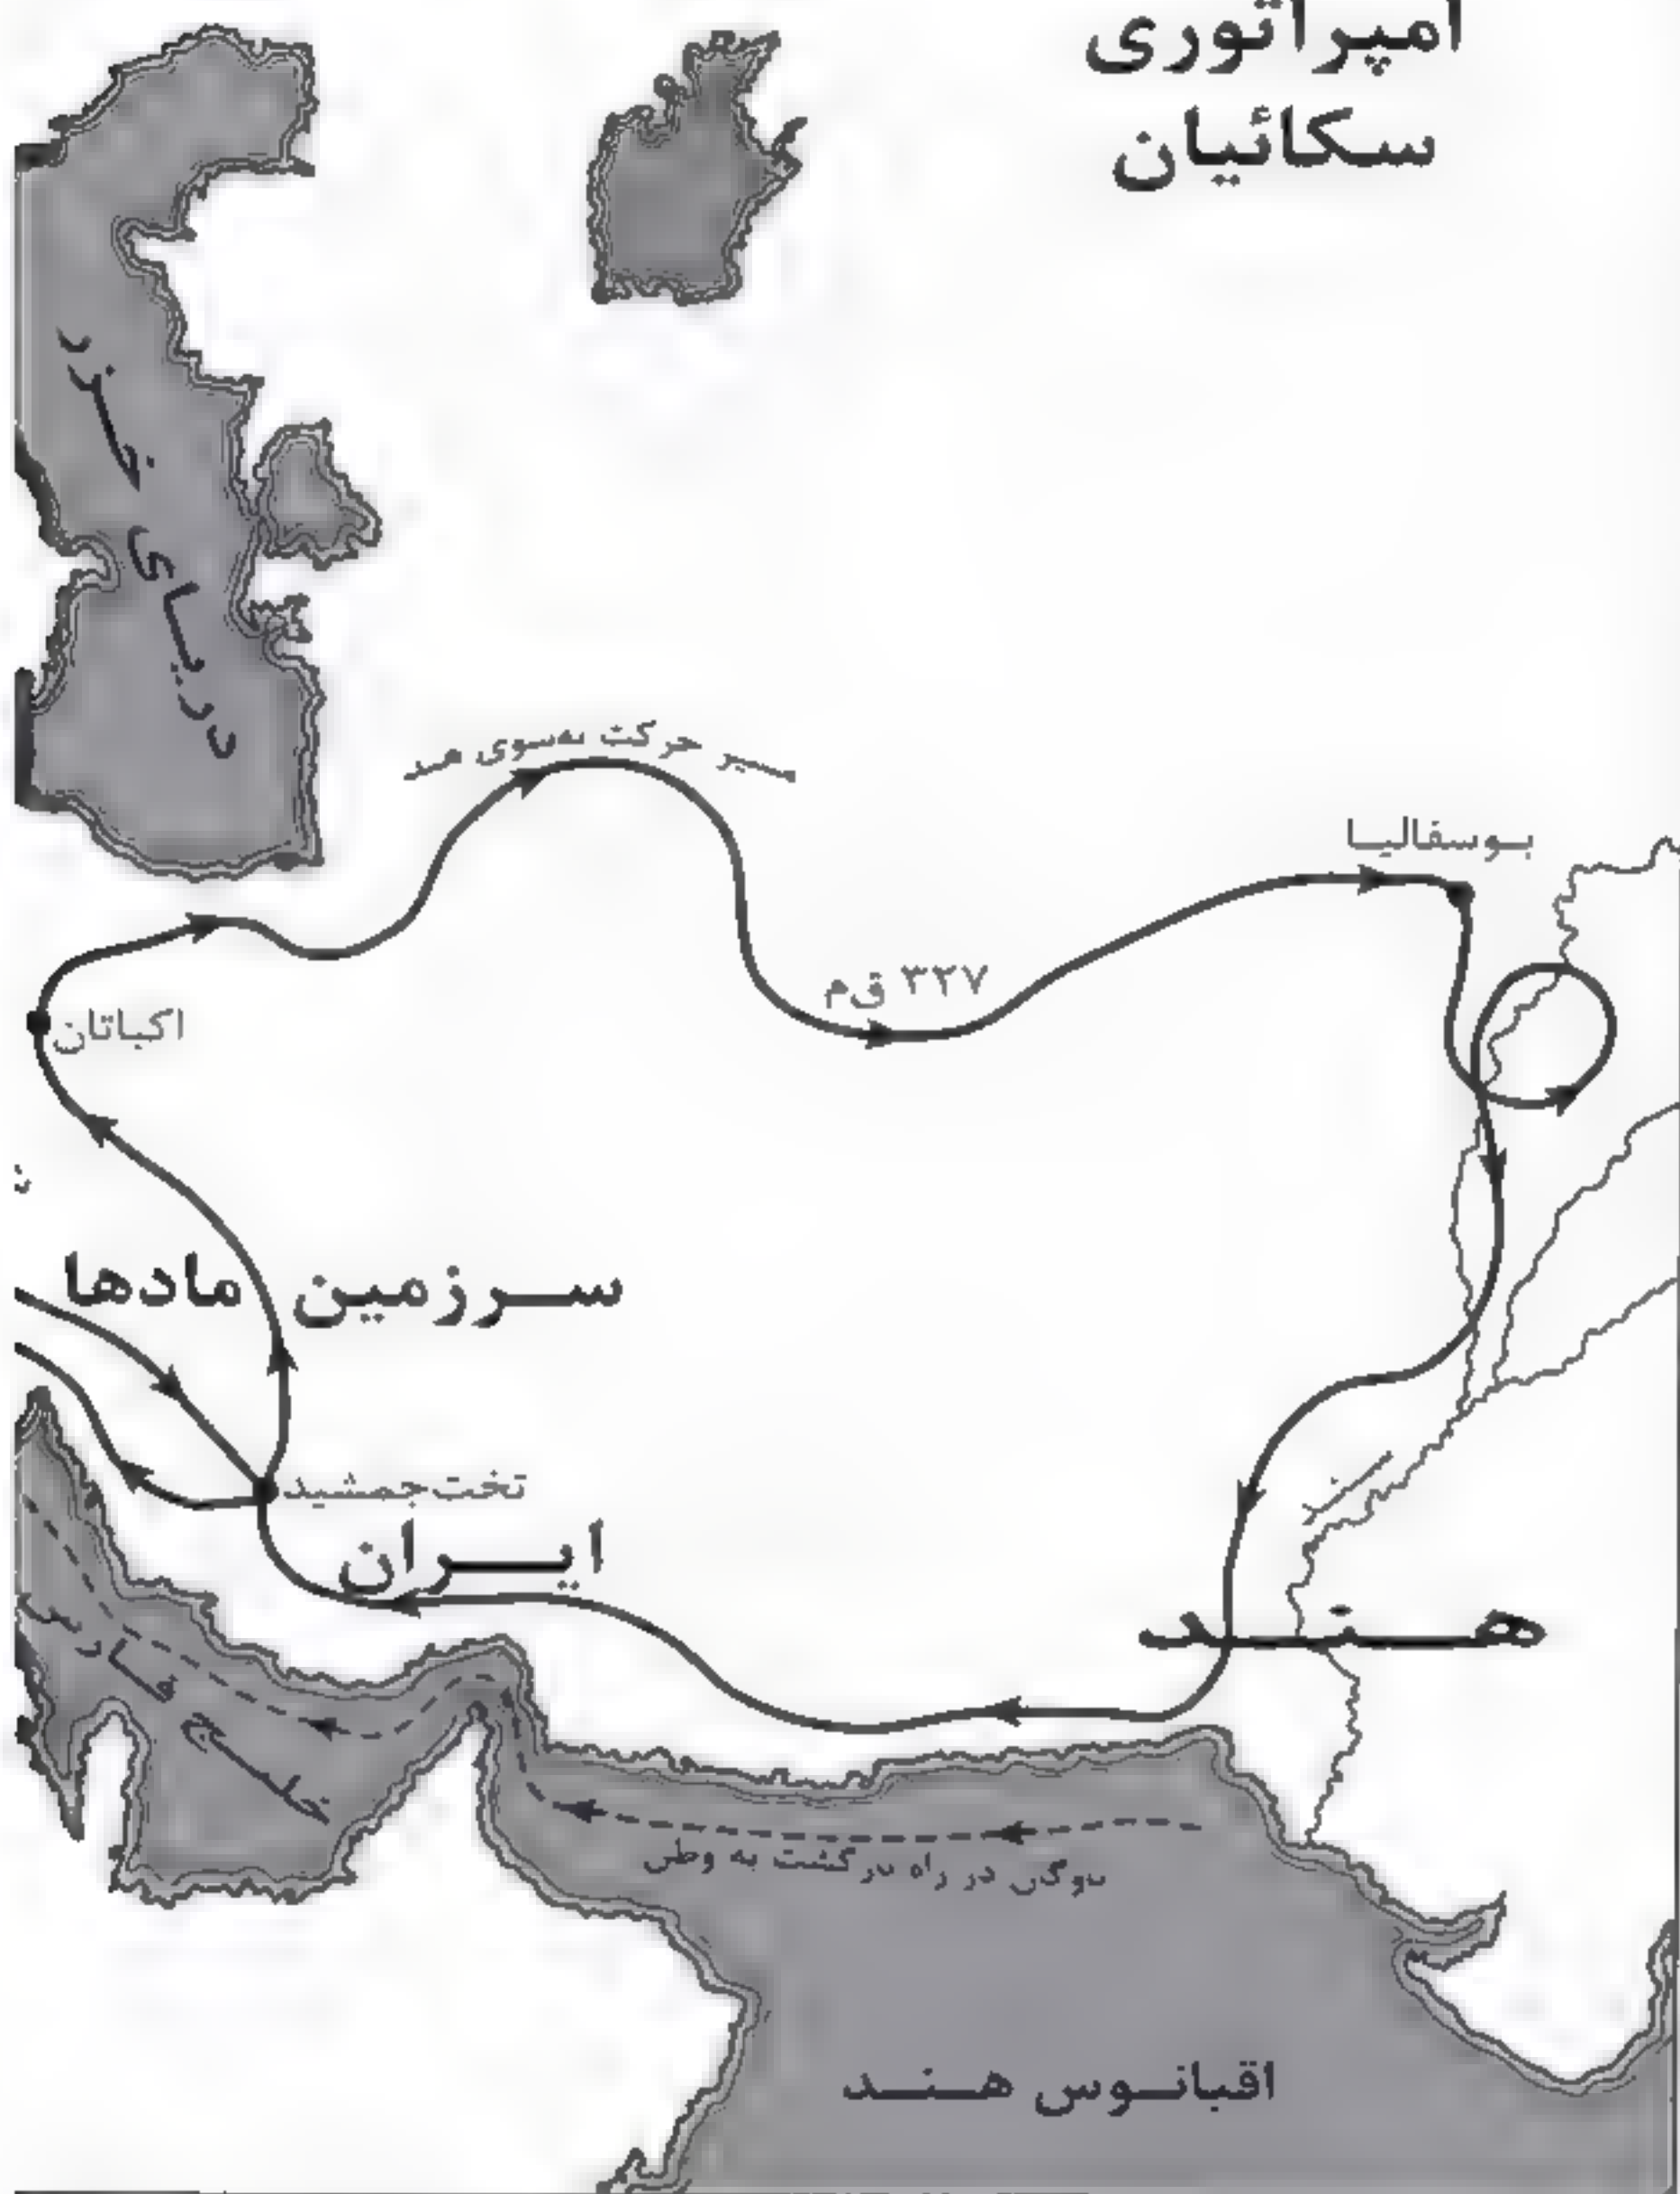 امپراتوری
سکائیان
دریای خزر
مسیر حرکت به‌سوی هند
بوسفالیا
۳۲۷ ق م
اکباتان
سرزمین مادها
تخت‌جمشید
ایران
هند
خلیج فارس
ناوگان در راه برگشت به وطن
اقیانوس هند